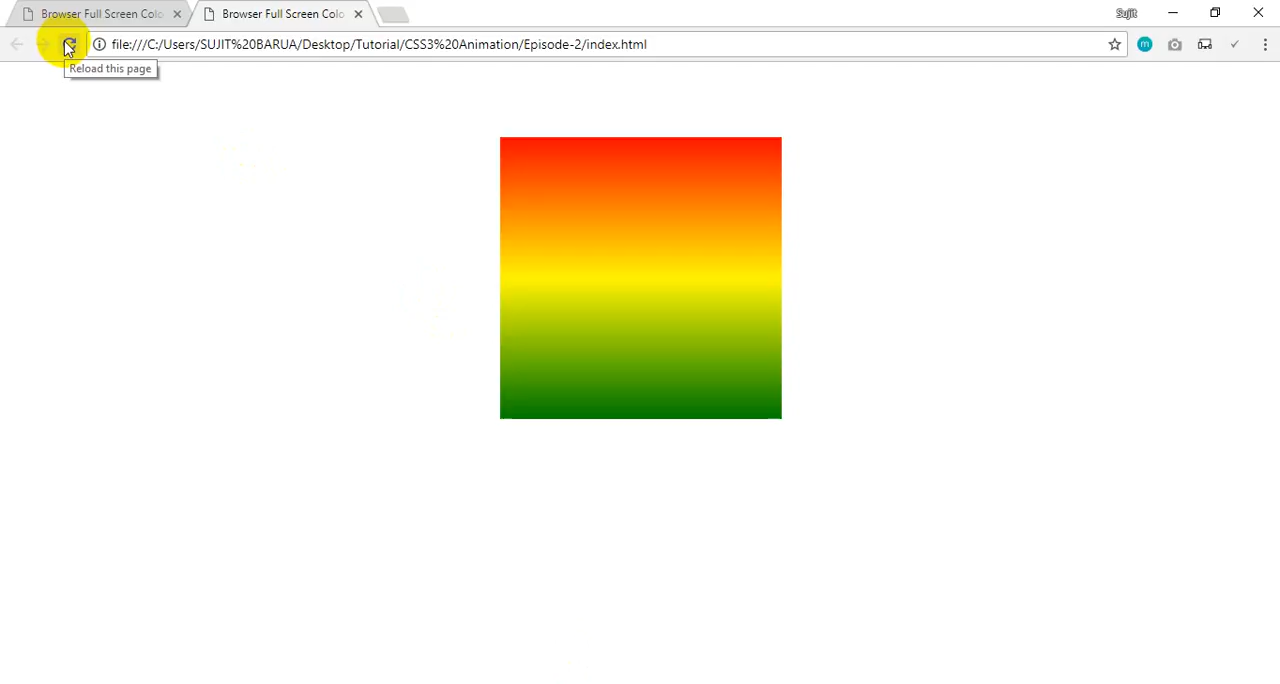 Browser Full Screen Colo
Browser Full Screen Colo
Sujit
file:///C:/Users/SUJIT%20BARUA/Desktop/Tutorial/CSS3%20Animation/Episode-2/index.html
m
Reload this page